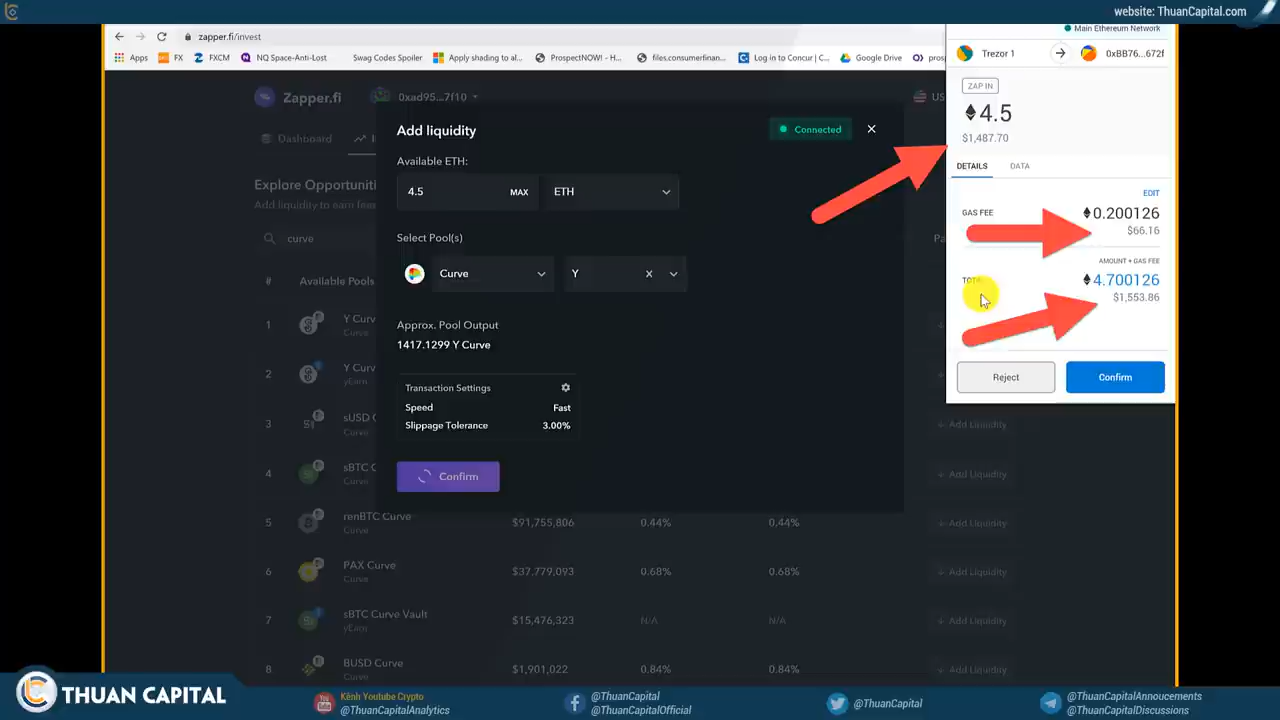 website: ThuanCapital.com
zapper.fi/invest
Apps
FX
FXCM
NQ Space-Anti-Lost
Swag Codes Spoiler
Apply shading to al...
ProspectNOW! - How...
files.consumerfinan...
Log in to Concur | C...
Google Drive
pros
Main Ethereum Network
Trezor 1
0xBB76...672f
ZAP IN
4.5
$1,487.70
DETAILS
DATA
EDIT
GAS FEE
0.200126
$66.16
AMOUNT + GAS FEE
4.700126
$1,553.86
Reject
Confirm
Zapper.fi
0xad95...7f10
US
Dashboard
Explore Opportuni
Add liquidity to earn fee
curve
#
Available Pools
Add liquidity
Connected
Available ETH:
4.5
MAX
ETH
Select Pool(s)
Curve
Y
Approx. Pool Output
1417.1299 Y Curve
Transaction Settings
Speed
Fast
Slippage Tolerance
3.00%
Confirm
1
Y Curv
Curve
2
Y Curv
yEarn
3
sUSD C
Curve
Add Liquidity
4
sBTC C
Curve
Add Liquidity
5
renBTC Curve
Curve
$91,755,806
0.44%
0.44%
Add Liquidity
6
PAX Curve
Curve
$37,779,093
0.68%
0.68%
Add Liquidity
7
sBTC Curve Vault
yEarn
$15,476,323
N/A
N/A
Add Liquidity
8
BUSD Curve
Curve
$1,901,022
0.84%
0.84%
Add Liquidity
THUAN CAPITAL
Kênh Youtube Crypto
@ThuanCapitalAnalytics
@ThuanCapital
@ThuanCapitalOfficial
@ThuanCapital
@ThuanCapitalAnnoucements
@ThuanCapitalDiscussions